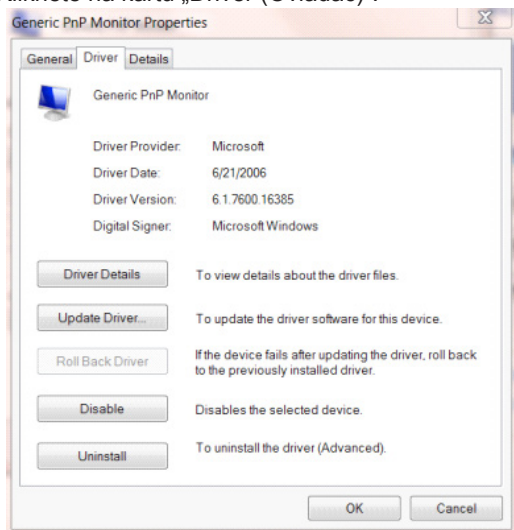 Generic PnP Monitor Properties
General Driver Details
Generic PnP Monitor
Driver Provider: Microsoft
Driver Date: 6/21/2006
Driver Version: 6.1.7600.16385
Digital Signer: Microsoft Windows
Driver Details To view details about the driver files.
Update Driver... To update the driver software for this device.
Roll Back Driver If the device fails after updating the driver, roll back
to the previously installed driver.
Disable Disables the selected device.
Uninstall To uninstall the driver (Advanced).
OK Cancel